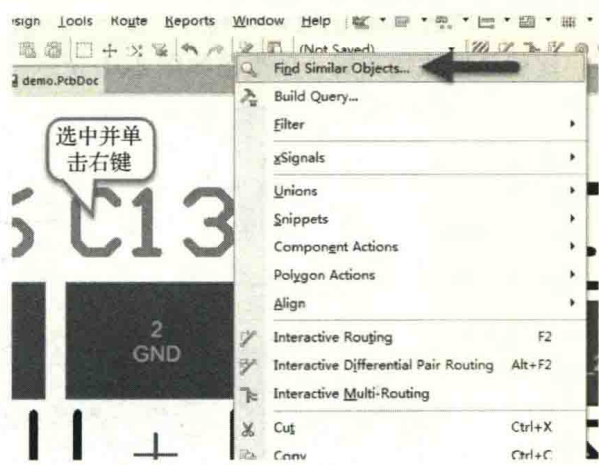 sign Tools Route Reports Window Help
(Not Saved)
demo.PcbDoc
选中并单
击右键
C13
2
GND
Find Similar Objects...
Build Query...
Filter
xSignals
Unions
Snippets
Component Actions
Polygon Actions
Align
Interactive Routing F2
Interactive Differential Pair Routing Alt+F2
Interactive Multi-Routing
Cut Ctrl+X
Copy Ctrl+C